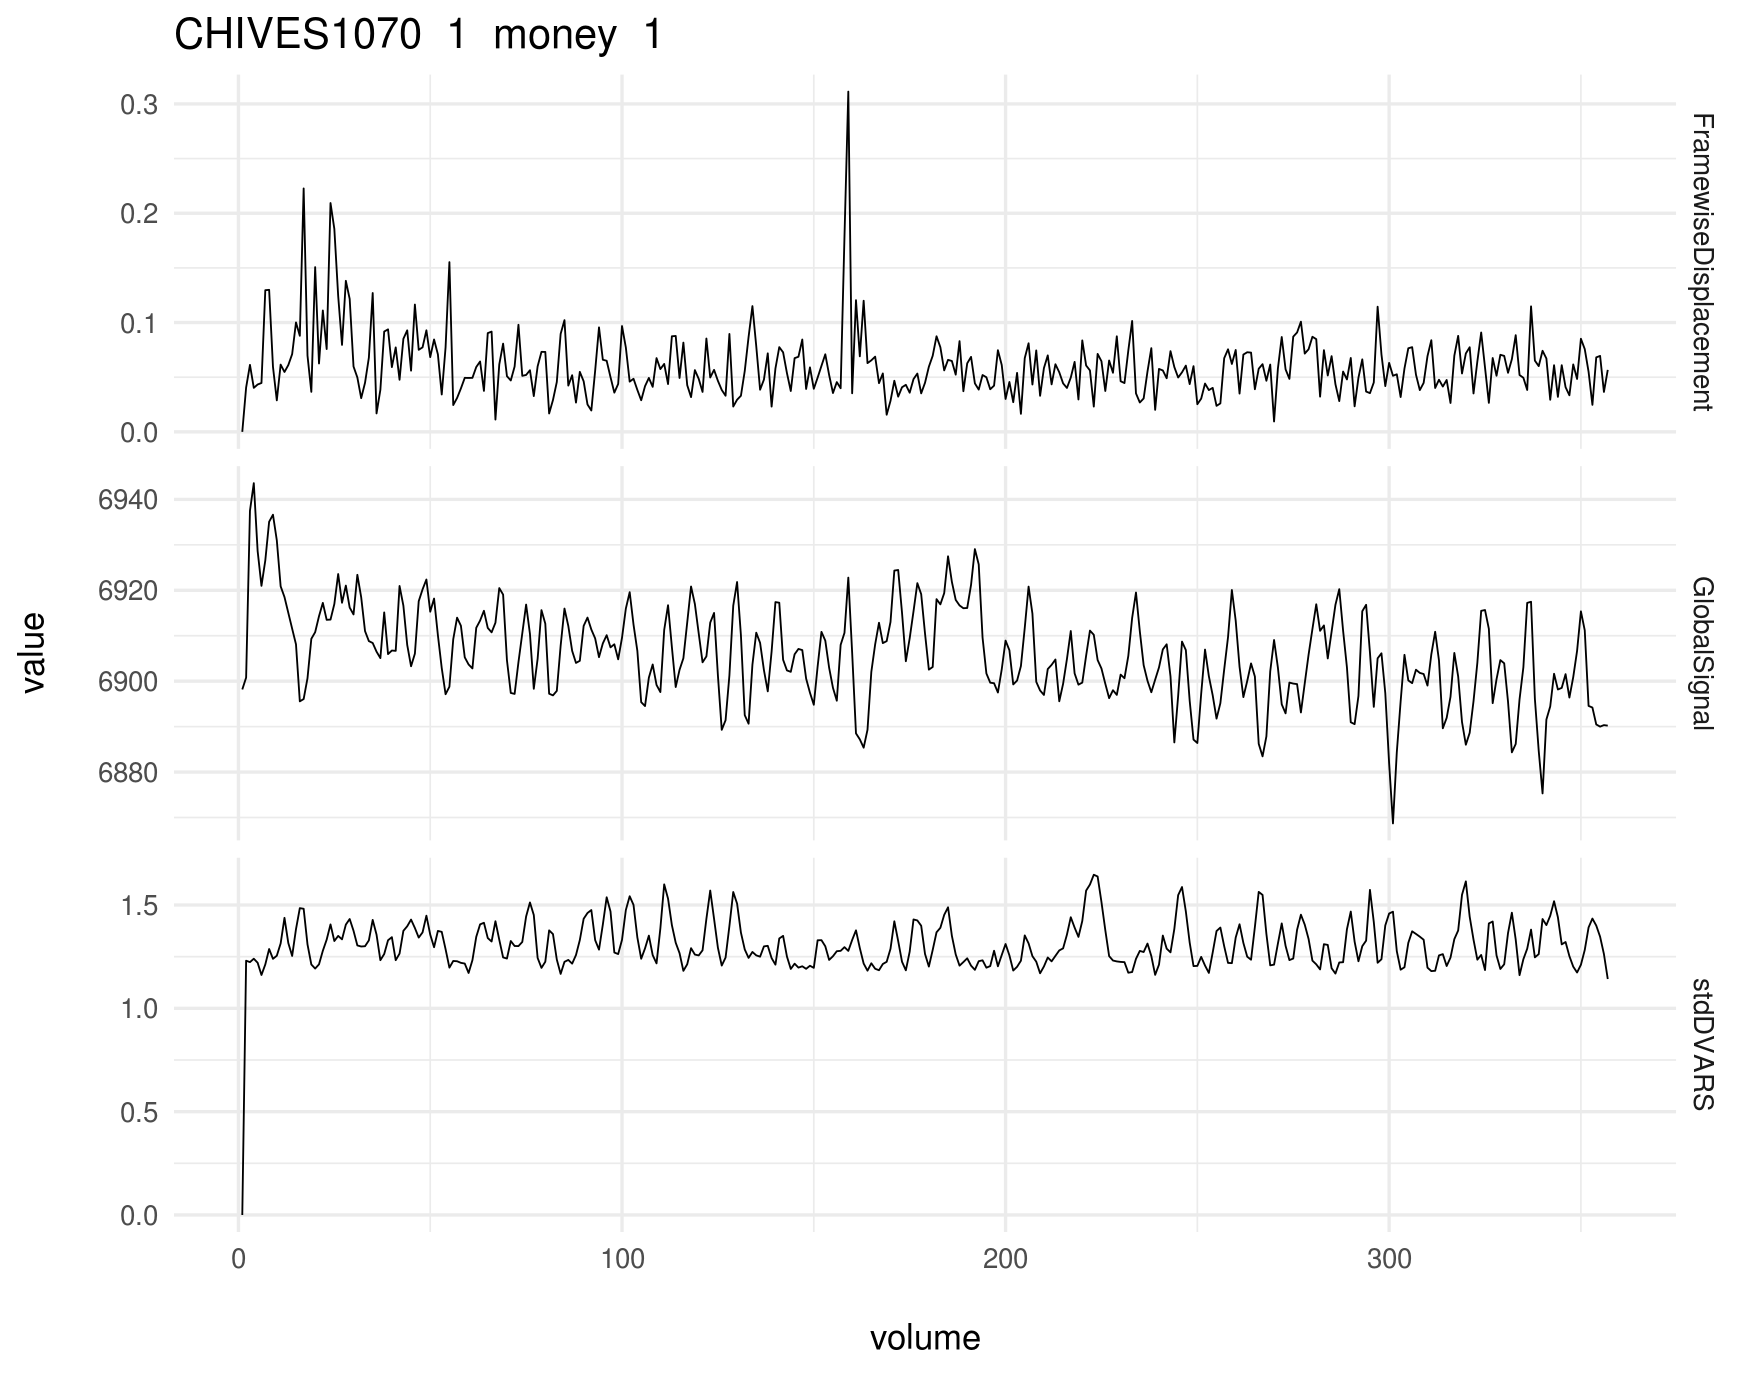 CHIVES1070 1 money 1
0.3
0.2
0.1
0.0
FramewiseDisplacement
6940
6920
6900
6880
GlobalSignal
value
1.5
1.0
0.5
0.0
stdDVARS
0 100 200 300
volume